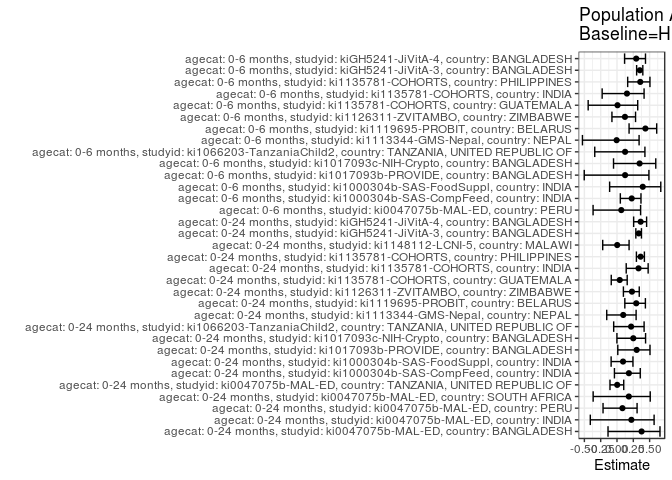 Population A
Baseline=H
agecat: 0-6 months, studyid: kiGH5241-JiVitA-4, country: BANGLADESH
agecat: 0-6 months, studyid: kiGH5241-JiVitA-3, country: BANGLADESH
agecat: 0-6 months, studyid: ki1135781-COHORTS, country: PHILIPPINES
agecat: 0-6 months, studyid: ki1135781-COHORTS, country: INDIA
agecat: 0-6 months, studyid: ki1135781-COHORTS, country: GUATEMALA
agecat: 0-6 months, studyid: ki1126311-ZVITAMBO, country: ZIMBABWE
agecat: 0-6 months, studyid: ki1119695-PROBIT, country: BELARUS
agecat: 0-6 months, studyid: ki1113344-GMS-Nepal, country: NEPAL
agecat: 0-6 months, studyid: ki1066203-TanzaniaChild2, country: TANZANIA, UNITED REPUBLIC OF
agecat: 0-6 months, studyid: ki1017093c-NIH-Crypto, country: BANGLADESH
agecat: 0-6 months, studyid: ki1017093b-PROVIDE, country: BANGLADESH
agecat: 0-6 months, studyid: ki1000304b-SAS-FoodSuppl, country: INDIA
agecat: 0-6 months, studyid: ki1000304b-SAS-CompFeed, country: INDIA
agecat: 0-6 months, studyid: ki0047075b-MAL-ED, country: PERU
agecat: 0-24 months, studyid: kiGH5241-JiVitA-4, country: BANGLADESH
agecat: 0-24 months, studyid: kiGH5241-JiVitA-3, country: BANGLADESH
agecat: 0-24 months, studyid: ki1148112-LCNI-5, country: MALAWI
agecat: 0-24 months, studyid: ki1135781-COHORTS, country: PHILIPPINES
agecat: 0-24 months, studyid: ki1135781-COHORTS, country: INDIA
agecat: 0-24 months, studyid: ki1135781-COHORTS, country: GUATEMALA
agecat: 0-24 months, studyid: ki1126311-ZVITAMBO, country: ZIMBABWE
agecat: 0-24 months, studyid: ki1119695-PROBIT, country: BELARUS
agecat: 0-24 months, studyid: ki1113344-GMS-Nepal, country: NEPAL
agecat: 0-24 months, studyid: ki1066203-TanzaniaChild2, country: TANZANIA, UNITED REPUBLIC OF
agecat: 0-24 months, studyid: ki1017093c-NIH-Crypto, country: BANGLADESH
agecat: 0-24 months, studyid: ki1017093b-PROVIDE, country: BANGLADESH
agecat: 0-24 months, studyid: ki1000304b-SAS-FoodSuppl, country: INDIA
agecat: 0-24 months, studyid: ki1000304b-SAS-CompFeed, country: INDIA
agecat: 0-24 months, studyid: ki0047075b-MAL-ED, country: TANZANIA, UNITED REPUBLIC OF
agecat: 0-24 months, studyid: ki0047075b-MAL-ED, country: SOUTH AFRICA
agecat: 0-24 months, studyid: ki0047075b-MAL-ED, country: PERU
agecat: 0-24 months, studyid: ki0047075b-MAL-ED, country: INDIA
agecat: 0-24 months, studyid: ki0047075b-MAL-ED, country: BANGLADESH
-0.50 -0.25 0.00 0.25 0.50
Estimate